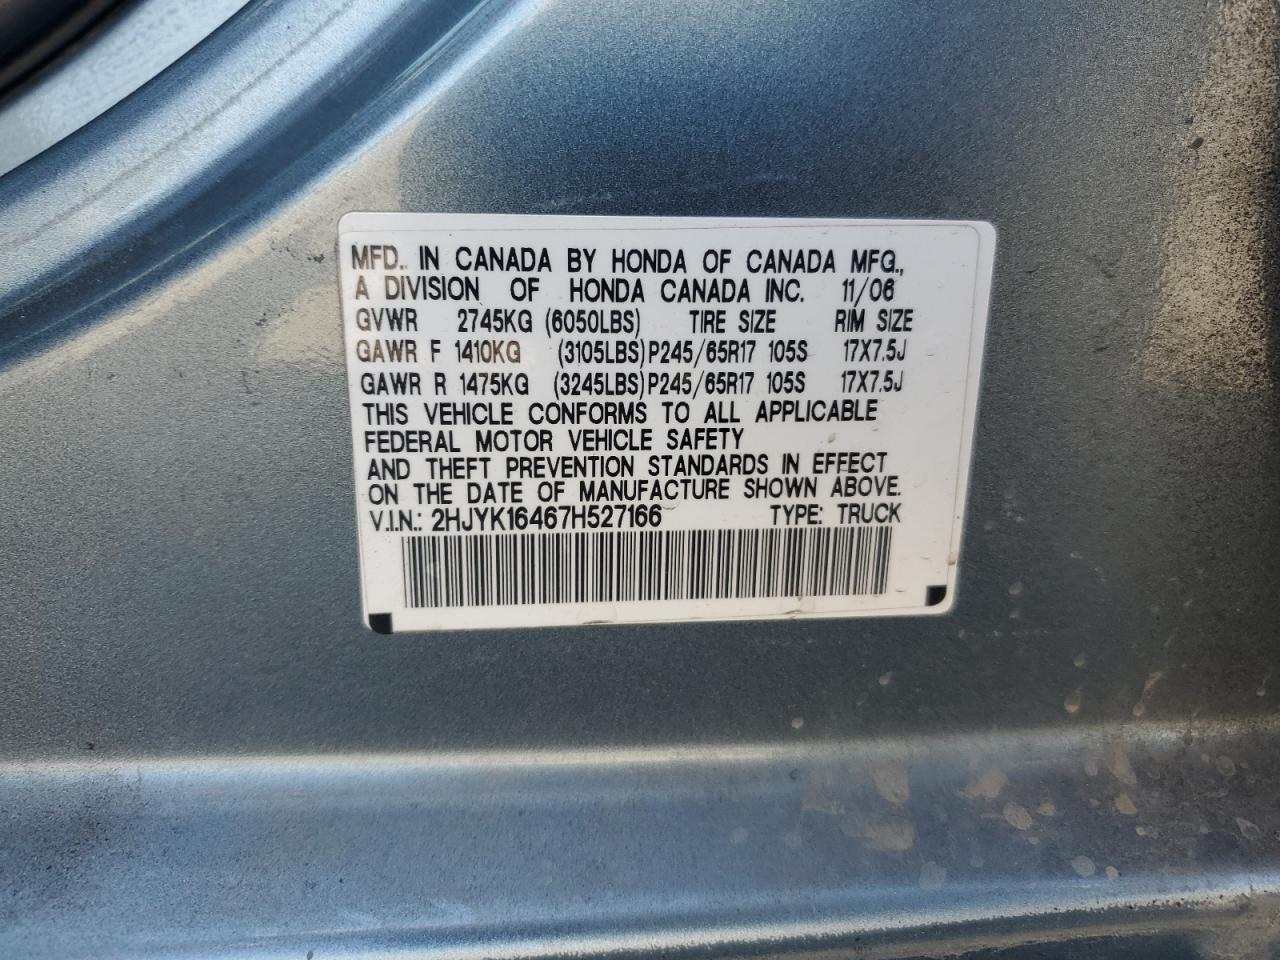 MFD. IN CANADA BY HONDA OF CANADA MFG.,
A DIVISION OF HONDA CANADA INC. 11/06
GVWR 2745KG (6050LBS) TIRE SIZE RIM SIZE
GAWR F 1410KG (3105LBS) P245/65R17 105S 17X7.5J
GAWR R 1475KG (3245LBS) P245/65R17 105S 17X7.5J
THIS VEHICLE CONFORMS TO ALL APPLICABLE
FEDERAL MOTOR VEHICLE SAFETY
AND THEFT PREVENTION STANDARDS IN EFFECT
ON THE DATE OF MANUFACTURE SHOWN ABOVE.
V.I.N.: 2HJYK16467H527166 TYPE: TRUCK